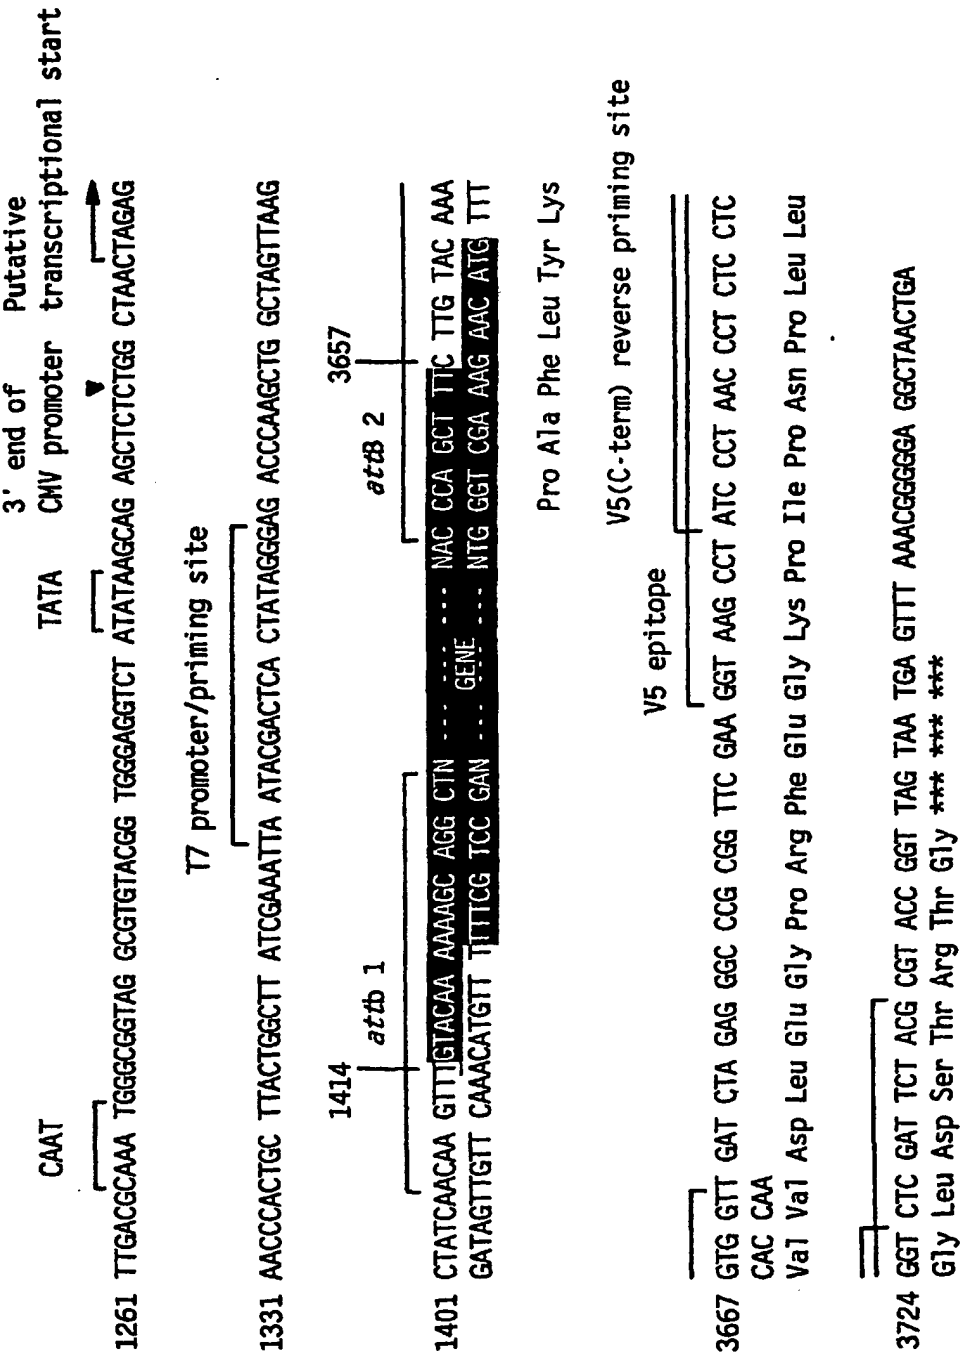 3' end of Putative
CAAT TATA CMV promoter transcriptional start
1261 TTGACGCAAA TGGGCGGTAG GCGTGTACGG TGGGAGGTCT ATATAAGCAG AGCTCTCTGG CTAACTAGAG
T7 promoter/priming site
1331 AACCCACTGC TTACTGGCTT ATCGAAATTA ATACGACTCA CTATAGGGAG ACCCAAGCTG GCTAGTTAAG
1414 3657
attb 1 attB 2
1401 CTATCAACAA GTTTGTACAA AAAAGC AGG CTN --- --- --- NAC CCA GCT TTC TTG TAC AAA
GENE
GATAGTTGTT CAAACATGTT TTTTCG TCC GAN --- --- --- NTG GGT CGA AAG AAC ATG TTT
Pro Ala Phe Leu Tyr Lys
V5 epitope V5(C-term) reverse priming site
3667 GTG GTT GAT CTA GAG GGC CCG CGG TTC GAA GGT AAG CCT ATC CCT AAC CCT CTC CTC
CAC CAA
Val Val Asp Leu Glu Gly Pro Arg Phe Glu Gly Lys Pro Ile Pro Asn Pro Leu Leu
3724 GGT CTC GAT TCT ACG CGT ACC GGT TAG TAA TGA GTTT AAACGGGGGA GGCTAACTGA
Gly Leu Asp Ser Thr Arg Thr Gly *** *** ***